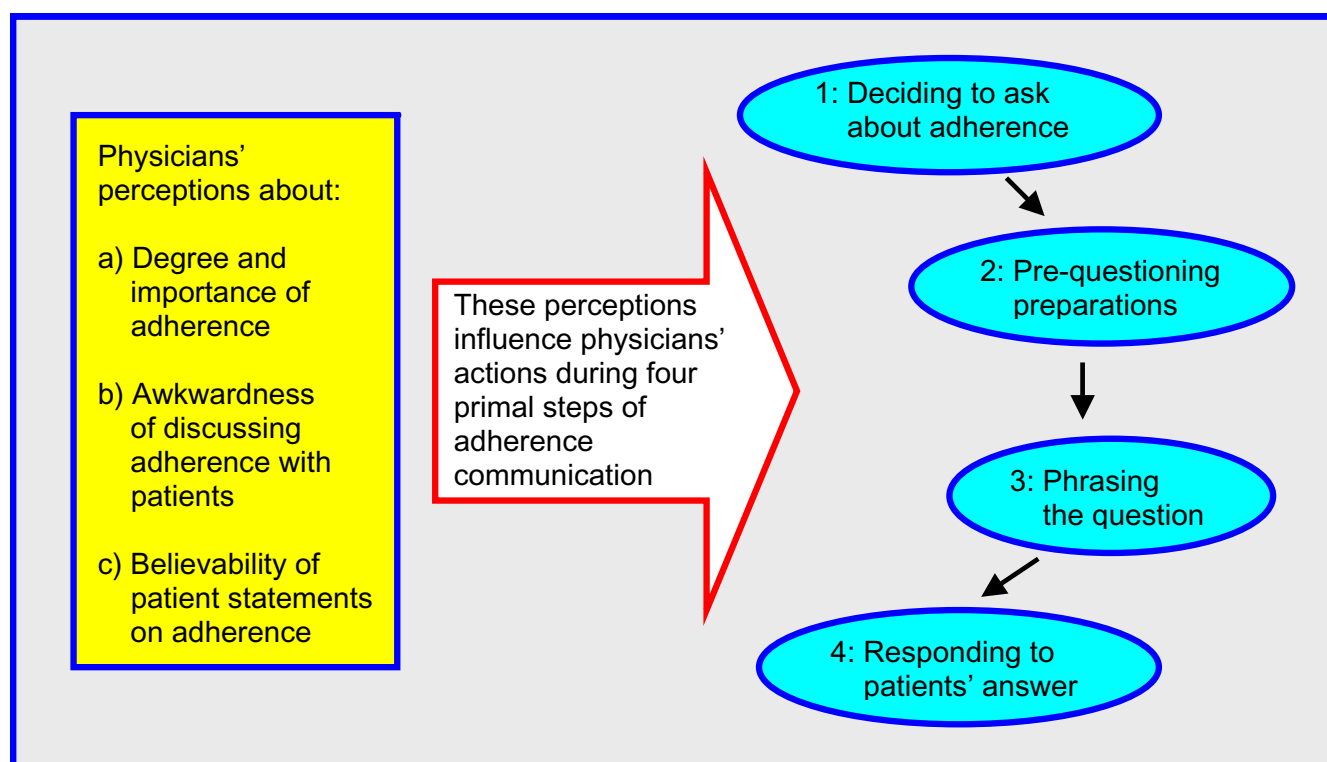 Physicians’
perceptions about:
a) Degree and
importance of
adherence
b) Awkwardness
of discussing
adherence with
patients
c) Believability of
patient statements
on adherence
These perceptions
influence physicians’
actions during four
primal steps of
adherence
communication
1: Deciding to ask
about adherence
2: Pre-questioning
preparations
3: Phrasing
the question
4: Responding to
patients’ answer